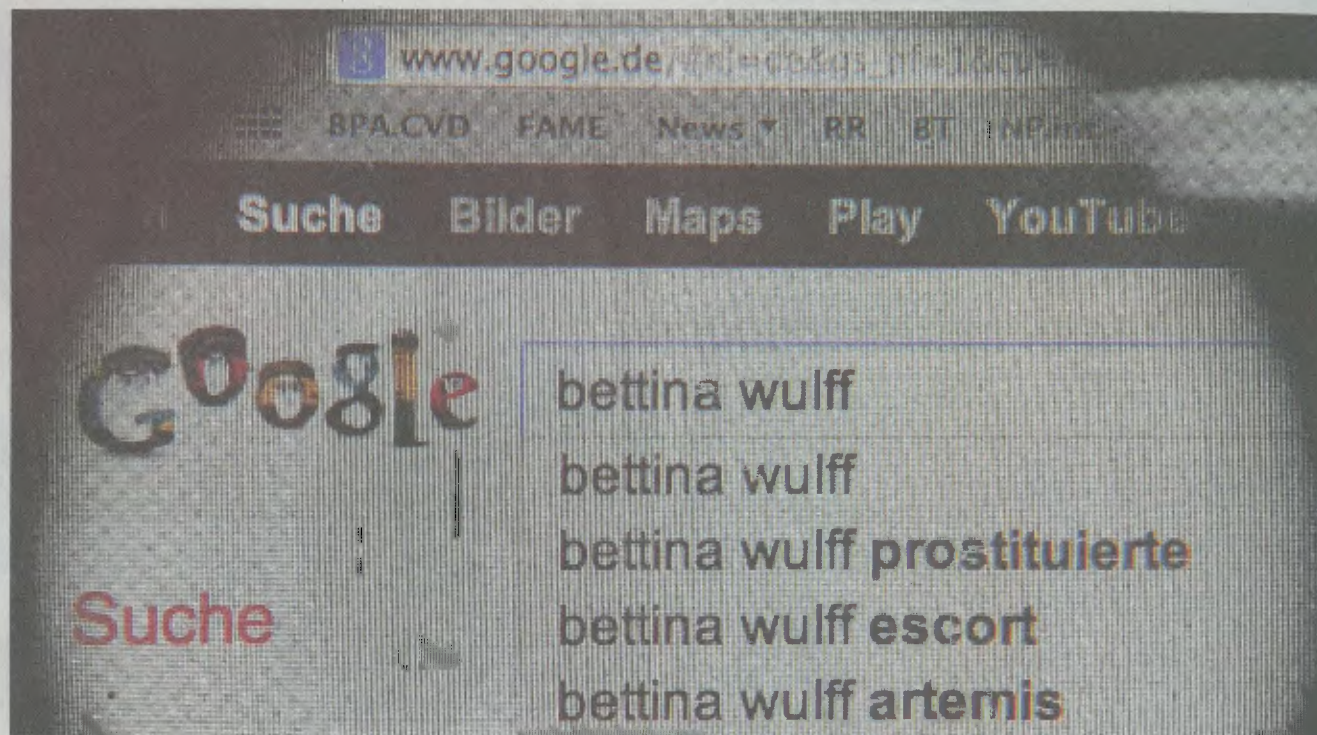 www.google.de
BPA.CVD FAME News ▾ RR BT
Suche Bilder Maps Play YouTube
Google
bettina wulff
bettina wulff
bettina wulff prostituierte
Suche
bettina wulff escort
bettina wulff artemis